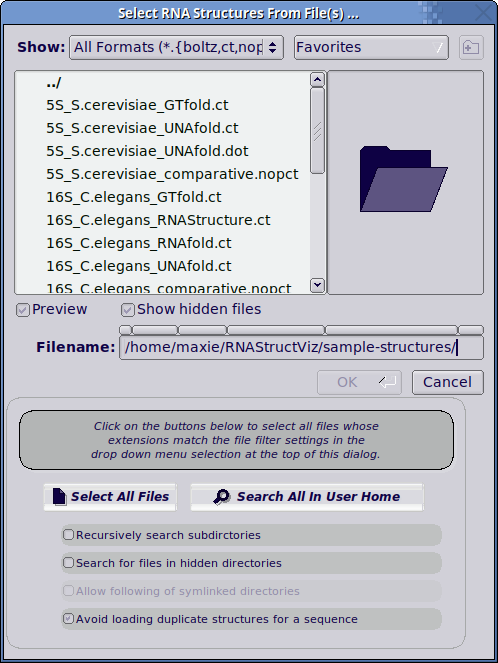 Select RNA Structures From File(s) ...
Show: All Formats (*.{boltz,ct,nop Favorites
../
5S_S.cerevisiae_GTfold.ct
5S_S.cerevisiae_UNAfold.ct
5S_S.cerevisiae_UNAfold.dot
5S_S.cerevisiae_comparative.nopct
16S_C.elegans_GTfold.ct
16S_C.elegans_RNAStructure.ct
16S_C.elegans_RNAfold.ct
16S_C.elegans_UNAfold.ct
16S_C.elegans_comparative.nopct
Preview Show hidden files
Filename: /home/maxie/RNAStructViz/sample-structures/
OK Cancel
Click on the buttons below to select all files whose
extensions match the file filter settings in the
drop down menu selection at the top of this dialog.
Select All Files Search All In User Home
Recursively search subdirctories
Search for files in hidden directories
Allow following of symlinked directories
Avoid loading duplicate structures for a sequence